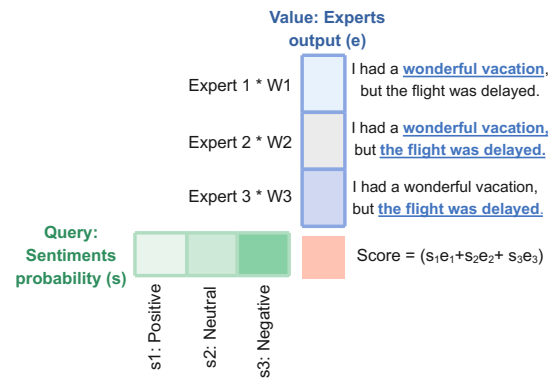 Value: Experts
output (e)
Expert 1 * W1
I had a wonderful vacation,
but the flight was delayed.
Expert 2 * W2
I had a wonderful vacation,
but the flight was delayed.
Expert 3 * W3
I had a wonderful vacation,
but the flight was delayed.
Query:
Sentiments
probability (s)
Score = (s₁e₁+s₂e₂+ s₃e₃)
s1: Positive
s2: Neutral
s3: Negative